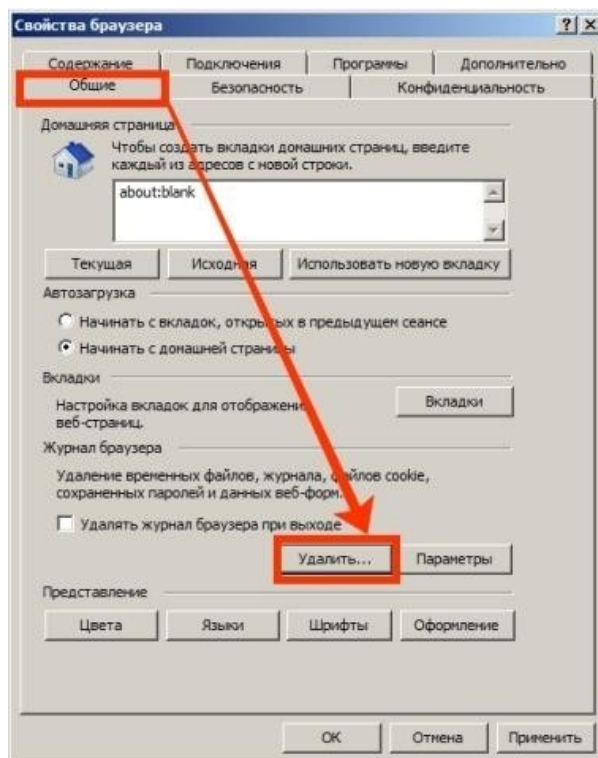 Свойства браузера
Содержание Подключения Программы Дополнительно
Общие Безопасность Конфиденциальность
Домашняя страница
Чтобы создать вкладки домашних страниц, введите
каждый из адресов с новой строки.
about:blank
Текущая Исходная Использовать новую вкладку
Автозагрузка
Начинать с вкладок, открытых в предыдущем сеансе
Начинать с домашней страницы
Вкладки
Настройка вкладок для отображения
веб-страниц.
Вкладки
Журнал браузера
Удаление временных файлов, журнала, файлов cookie,
сохраненных паролей и данных веб-форм.
Удалять журнал браузера при выходе
Удалить... Параметры
Представление
Цвета Языки Шрифты Оформление
ОК Отмена Применить